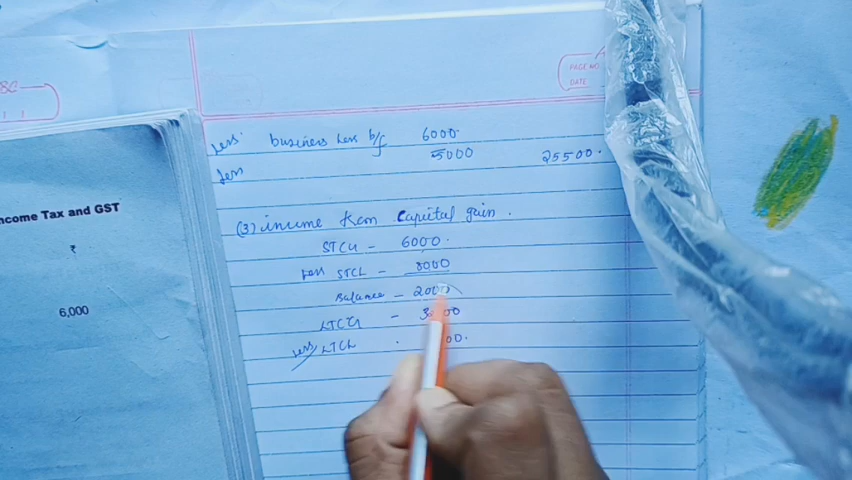 PAGE NO
DATE
Less business Loss b/f 6000
Less 5000 25500
ncome Tax and GST
₹
6,000
(3) income from Capital gain.
STCG - 6000
Less STCL - 8000
Balance - 2000
LTCG -
Less LTCL